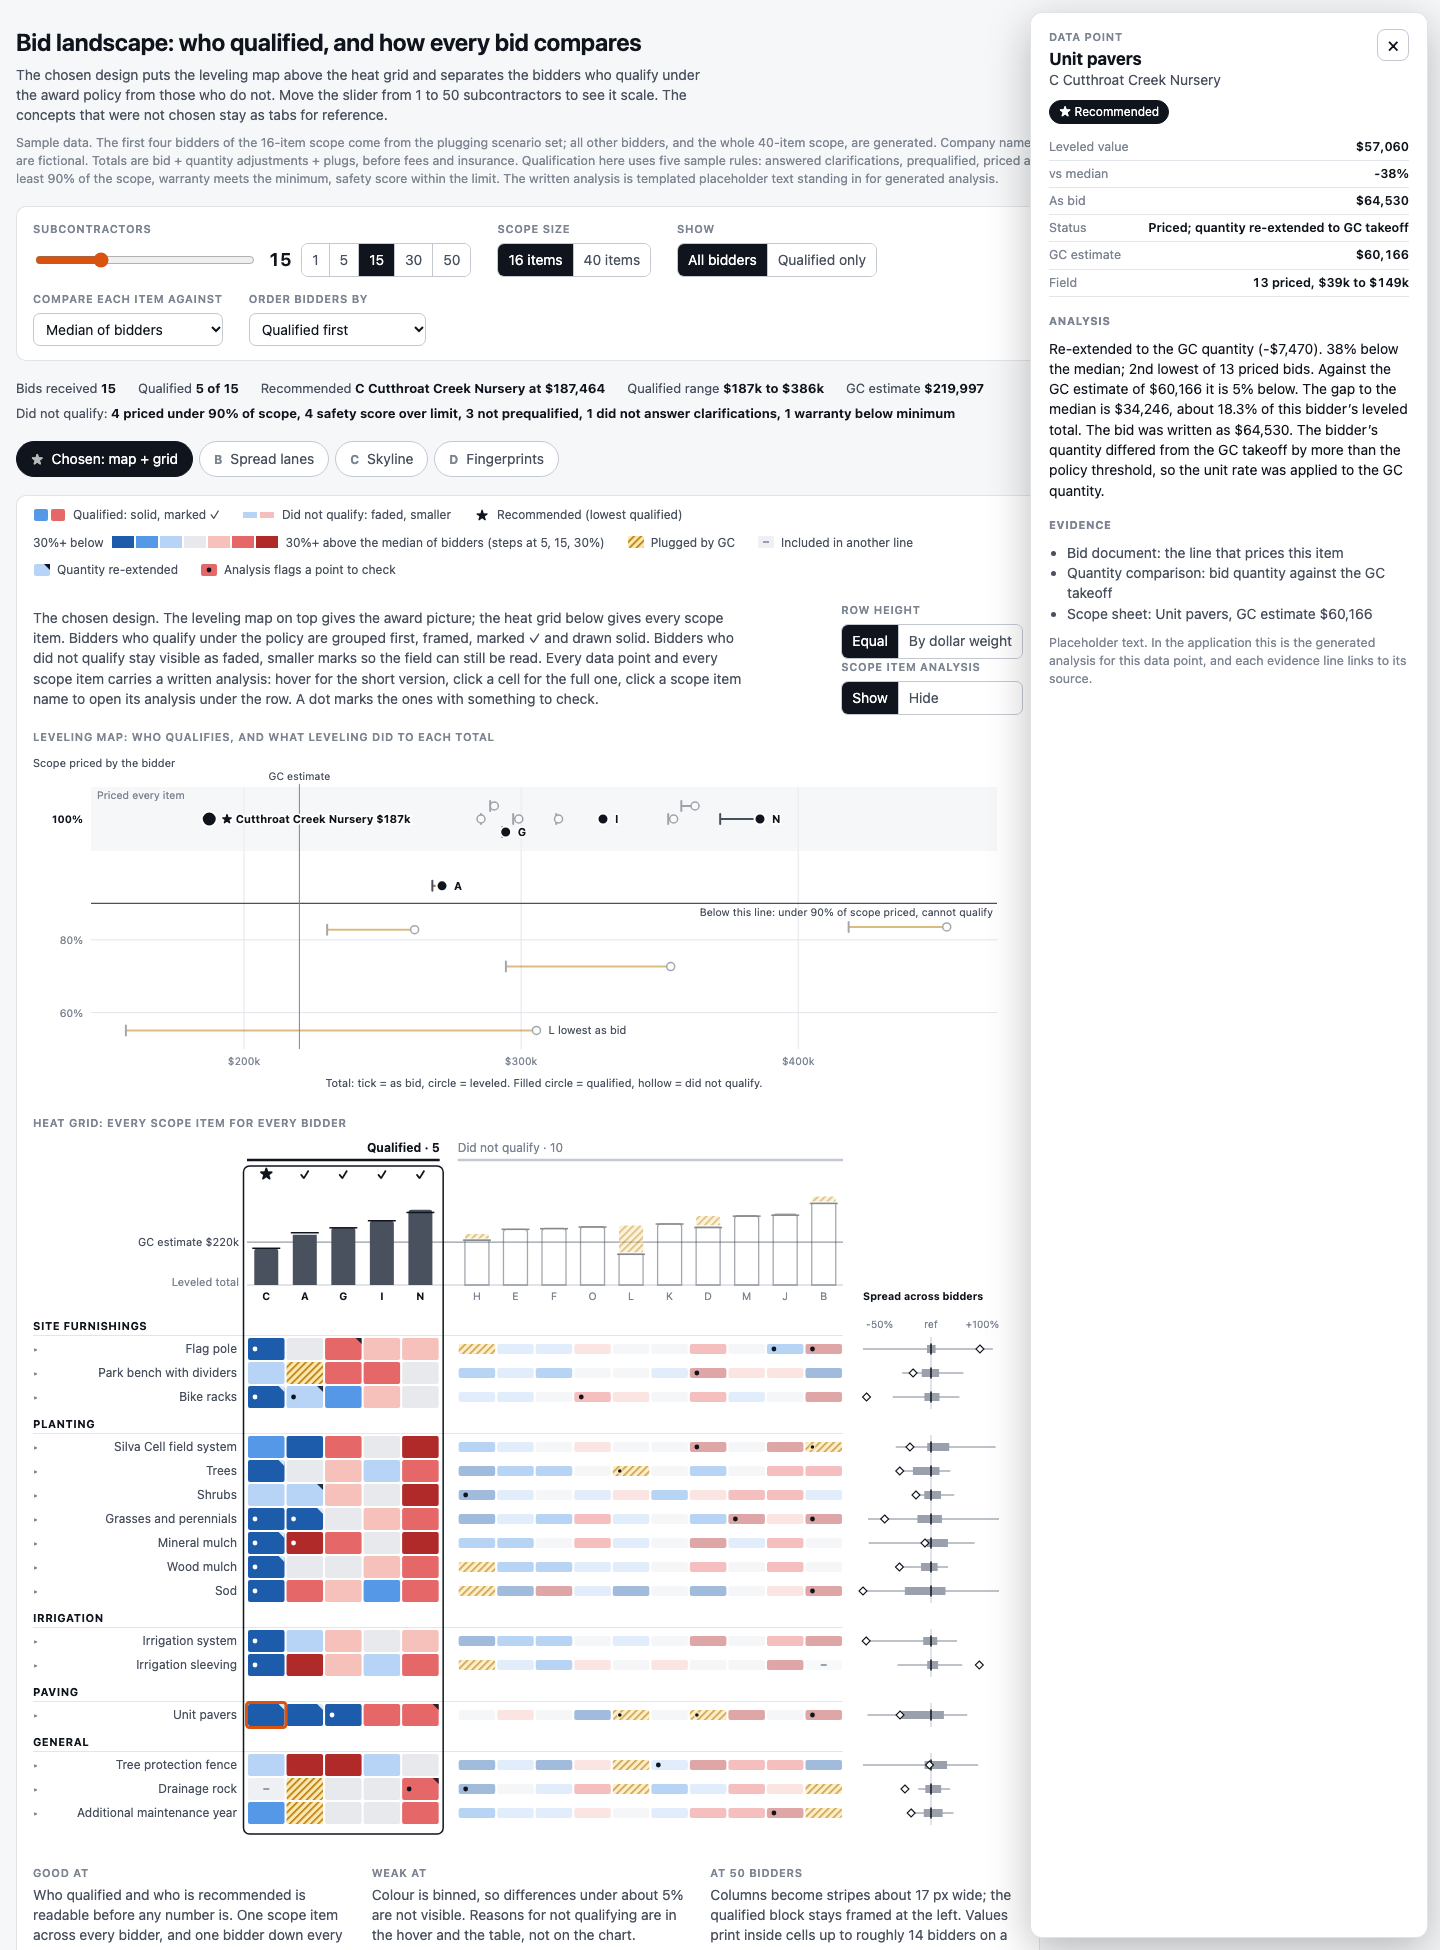 Bid landscape: who qualified, and how every bid compares
The chosen design puts the leveling map above the heat grid and separates the bidders who qualify under
the award policy from those who do not. Move the slider from 1 to 50 subcontractors to see it scale. The
concepts that were not chosen stay as tabs for reference.
Sample data. The first four bidders of the 16-item scope come from the plugging scenario set; all other bidders, and the whole 40-item scope, are generated. Company name
are fictional. Totals are bid + quantity adjustments + plugs, before fees and insurance. Qualification here uses five sample rules: answered clarifications, prequalified, priced a
least 90% of the scope, warranty meets the minimum, safety score within the limit. The written analysis is templated placeholder text standing in for generated analysis.
SUBCONTRACTORS
15
1 5 15 30 50
SCOPE SIZE
16 items 40 items
SHOW
All bidders Qualified only
COMPARE EACH ITEM AGAINST
Median of bidders
ORDER BIDDERS BY
Qualified first
Bids received 15 Qualified 5 of 15 Recommended C Cutthroat Creek Nursery at $187,464 Qualified range $187k to $386k GC estimate $219,997
Did not qualify: 4 priced under 90% of scope, 4 safety score over limit, 3 not prequalified, 1 did not answer clarifications, 1 warranty below minimum
★ Chosen: map + grid
B Spread lanes
C Skyline
D Fingerprints
Qualified: solid, marked ✓ Did not qualify: faded, smaller ★ Recommended (lowest qualified)
30%+ below 30%+ above the median of bidders (steps at 5, 15, 30%) Plugged by GC – Included in another line
Quantity re-extended Analysis flags a point to check
The chosen design. The leveling map on top gives the award picture; the heat grid below gives every scope
item. Bidders who qualify under the policy are grouped first, framed, marked ✓ and drawn solid. Bidders who
did not qualify stay visible as faded, smaller marks so the field can still be read. Every data point and every
scope item carries a written analysis: hover for the short version, click a cell for the full one, click a scope item
name to open its analysis under the row. A dot marks the ones with something to check.
ROW HEIGHT
Equal By dollar weight
SCOPE ITEM ANALYSIS
Show Hide
LEVELING MAP: WHO QUALIFIES, AND WHAT LEVELING DID TO EACH TOTAL
Scope priced by the bidder
GC estimate
Priced every item
100%
★ Cutthroat Creek Nursery $187k
G
I
N
A
Below this line: under 90% of scope priced, cannot qualify
80%
60%
L lowest as bid
$200k $300k $400k
Total: tick = as bid, circle = leveled. Filled circle = qualified, hollow = did not qualify.
HEAT GRID: EVERY SCOPE ITEM FOR EVERY BIDDER
Qualified · 5 Did not qualify · 10
★ ✓ ✓ ✓ ✓
GC estimate $220k
Leveled total
C A G I N H E F O L K D M J B
Spread across bidders
-50% ref +100%
SITE FURNISHINGS
Flag pole
Park bench with dividers
Bike racks
PLANTING
Silva Cell field system
Trees
Shrubs
Grasses and perennials
Mineral mulch
Wood mulch
Sod
IRRIGATION
Irrigation system
Irrigation sleeving –
PAVING
Unit pavers
GENERAL
Tree protection fence
Drainage rock –
Additional maintenance year
GOOD AT
Who qualified and who is recommended is
readable before any number is. One scope item
across every bidder, and one bidder down every
WEAK AT
Colour is binned, so differences under about 5%
are not visible. Reasons for not qualifying are in
the hover and the table, not on the chart.
AT 50 BIDDERS
Columns become stripes about 17 px wide; the
qualified block stays framed at the left. Values
print inside cells up to roughly 14 bidders on a
DATA POINT
Unit pavers
C Cutthroat Creek Nursery
×
★ Recommended
Leveled value $57,060
vs median -38%
As bid $64,530
Status Priced; quantity re-extended to GC takeoff
GC estimate $60,166
Field 13 priced, $39k to $149k
ANALYSIS
Re-extended to the GC quantity (-$7,470). 38% below
the median; 2nd lowest of 13 priced bids. Against the
GC estimate of $60,166 it is 5% below. The gap to the
median is $34,246, about 18.3% of this bidder’s leveled
total. The bid was written as $64,530. The bidder’s
quantity differed from the GC takeoff by more than the
policy threshold, so the unit rate was applied to the GC
quantity.
EVIDENCE
• Bid document: the line that prices this item
• Quantity comparison: bid quantity against the GC
takeoff
• Scope sheet: Unit pavers, GC estimate $60,166
Placeholder text. In the application this is the generated
analysis for this data point, and each evidence line links to its
source.